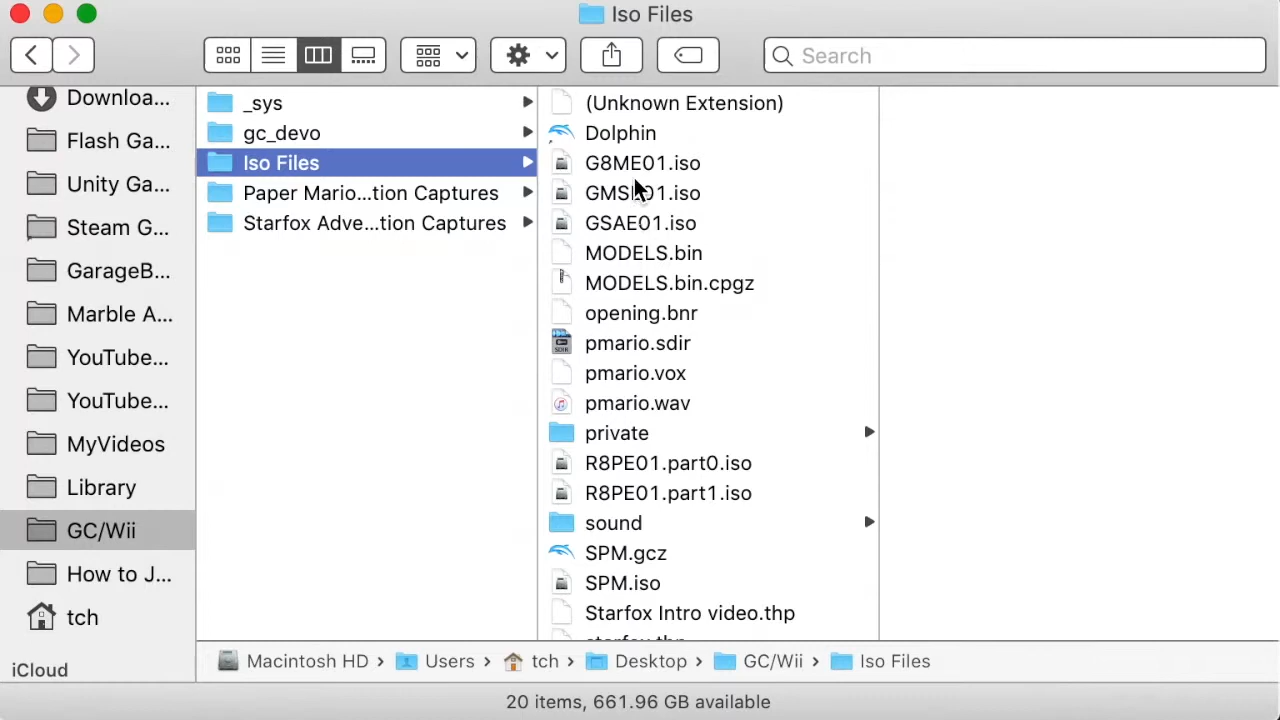 Iso Files
Search
Downloa...
Flash Ga...
Unity Ga...
Steam G...
GarageB...
Marble A...
YouTube...
YouTube...
MyVideos
Library
GC/Wii
How to J...
tch
iCloud
_sys
gc_devo
Iso Files
Paper Mario...tion Captures
Starfox Adve...tion Captures
(Unknown Extension)
Dolphin
G8ME01.iso
GMSE01.iso
GSAE01.iso
MODELS.bin
MODELS.bin.cpgz
opening.bnr
pmario.sdir
pmario.vox
pmario.wav
private
R8PE01.part0.iso
R8PE01.part1.iso
sound
SPM.gcz
SPM.iso
Starfox Intro video.thp
Macintosh HD › Users › tch › Desktop › GC/Wii › Iso Files
20 items, 661.96 GB available